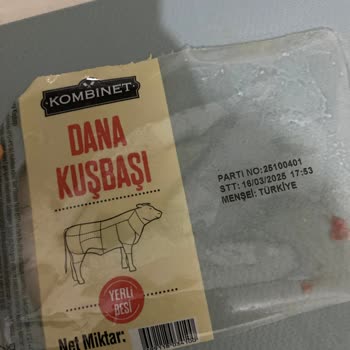 KOMBINET
DANA
KUŞBAŞI
PARTI NO:25100401
STT: 16/03/2025 17:53
MENŞEİ: TÜRKİYE
YERLİ
BESİ
Net Miktar: